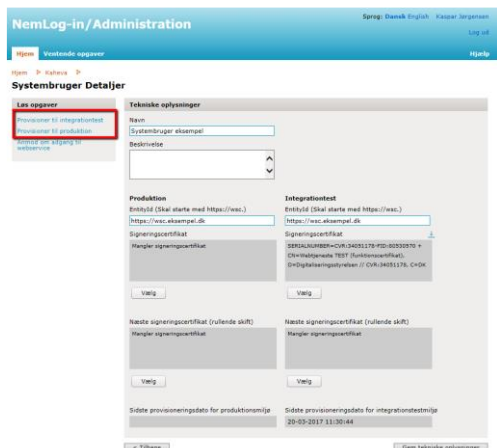 NemLog-in/Administration
Sprog: Dansk English Kaspar Jørgensen
Log ud
Hjem Ventende opgaver Hjælp
Hjem Kaheva
Systembruger Detaljer
Løs opgaver
Provisioner til integrationtest
Provisioner til produktion
Anmod om adgang til
webservice
Tekniske oplysninger
Navn
Systembruger eksempel
Beskrivelse
Produktion Integrationtest
EntityId (Skal starte med https://wsc.) EntityId (Skal starte med https://wsc.)
https://wsc.eksempel.dk https://wsc.eksempel.dk
Signeringscertifikat Signeringscertifikat
Mangler signeringscertifikat SERIALNUMBER=CVR:34051178-FID:80530570 +
CN=Webtjeneste TEST (funktionscertifikat),
O=Digitaliseringsstyrelsen // CVR:34051178, C=DK
Vælg Vælg
Næste signeringscertifikat (rullende skift) Næste signeringscertifikat (rullende skift)
Mangler signeringscertifikat Mangler signeringscertifikat
Vælg Vælg
Sidste provisioneringsdato for produktionsmiljø Sidste provisioneringsdato for integrationstestmiljø
20-03-2017 11:30:44
< Tilbage Gem tekniske oplysninger